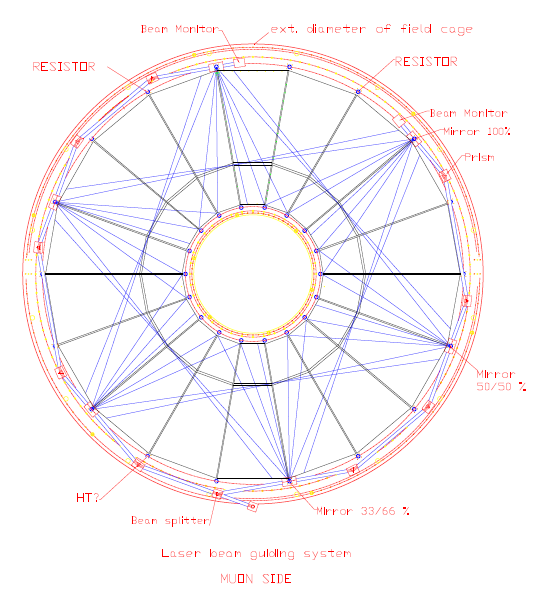 Beam Monitor
ext. diameter of field cage
RESISTOR
RESISTOR
Beam Monitor
Mirror 100%
Prism
Mirror
50/50 %
HT?
Beam splitter
Mirror 33/66 %
Laser beam guiding system
MUON SIDE